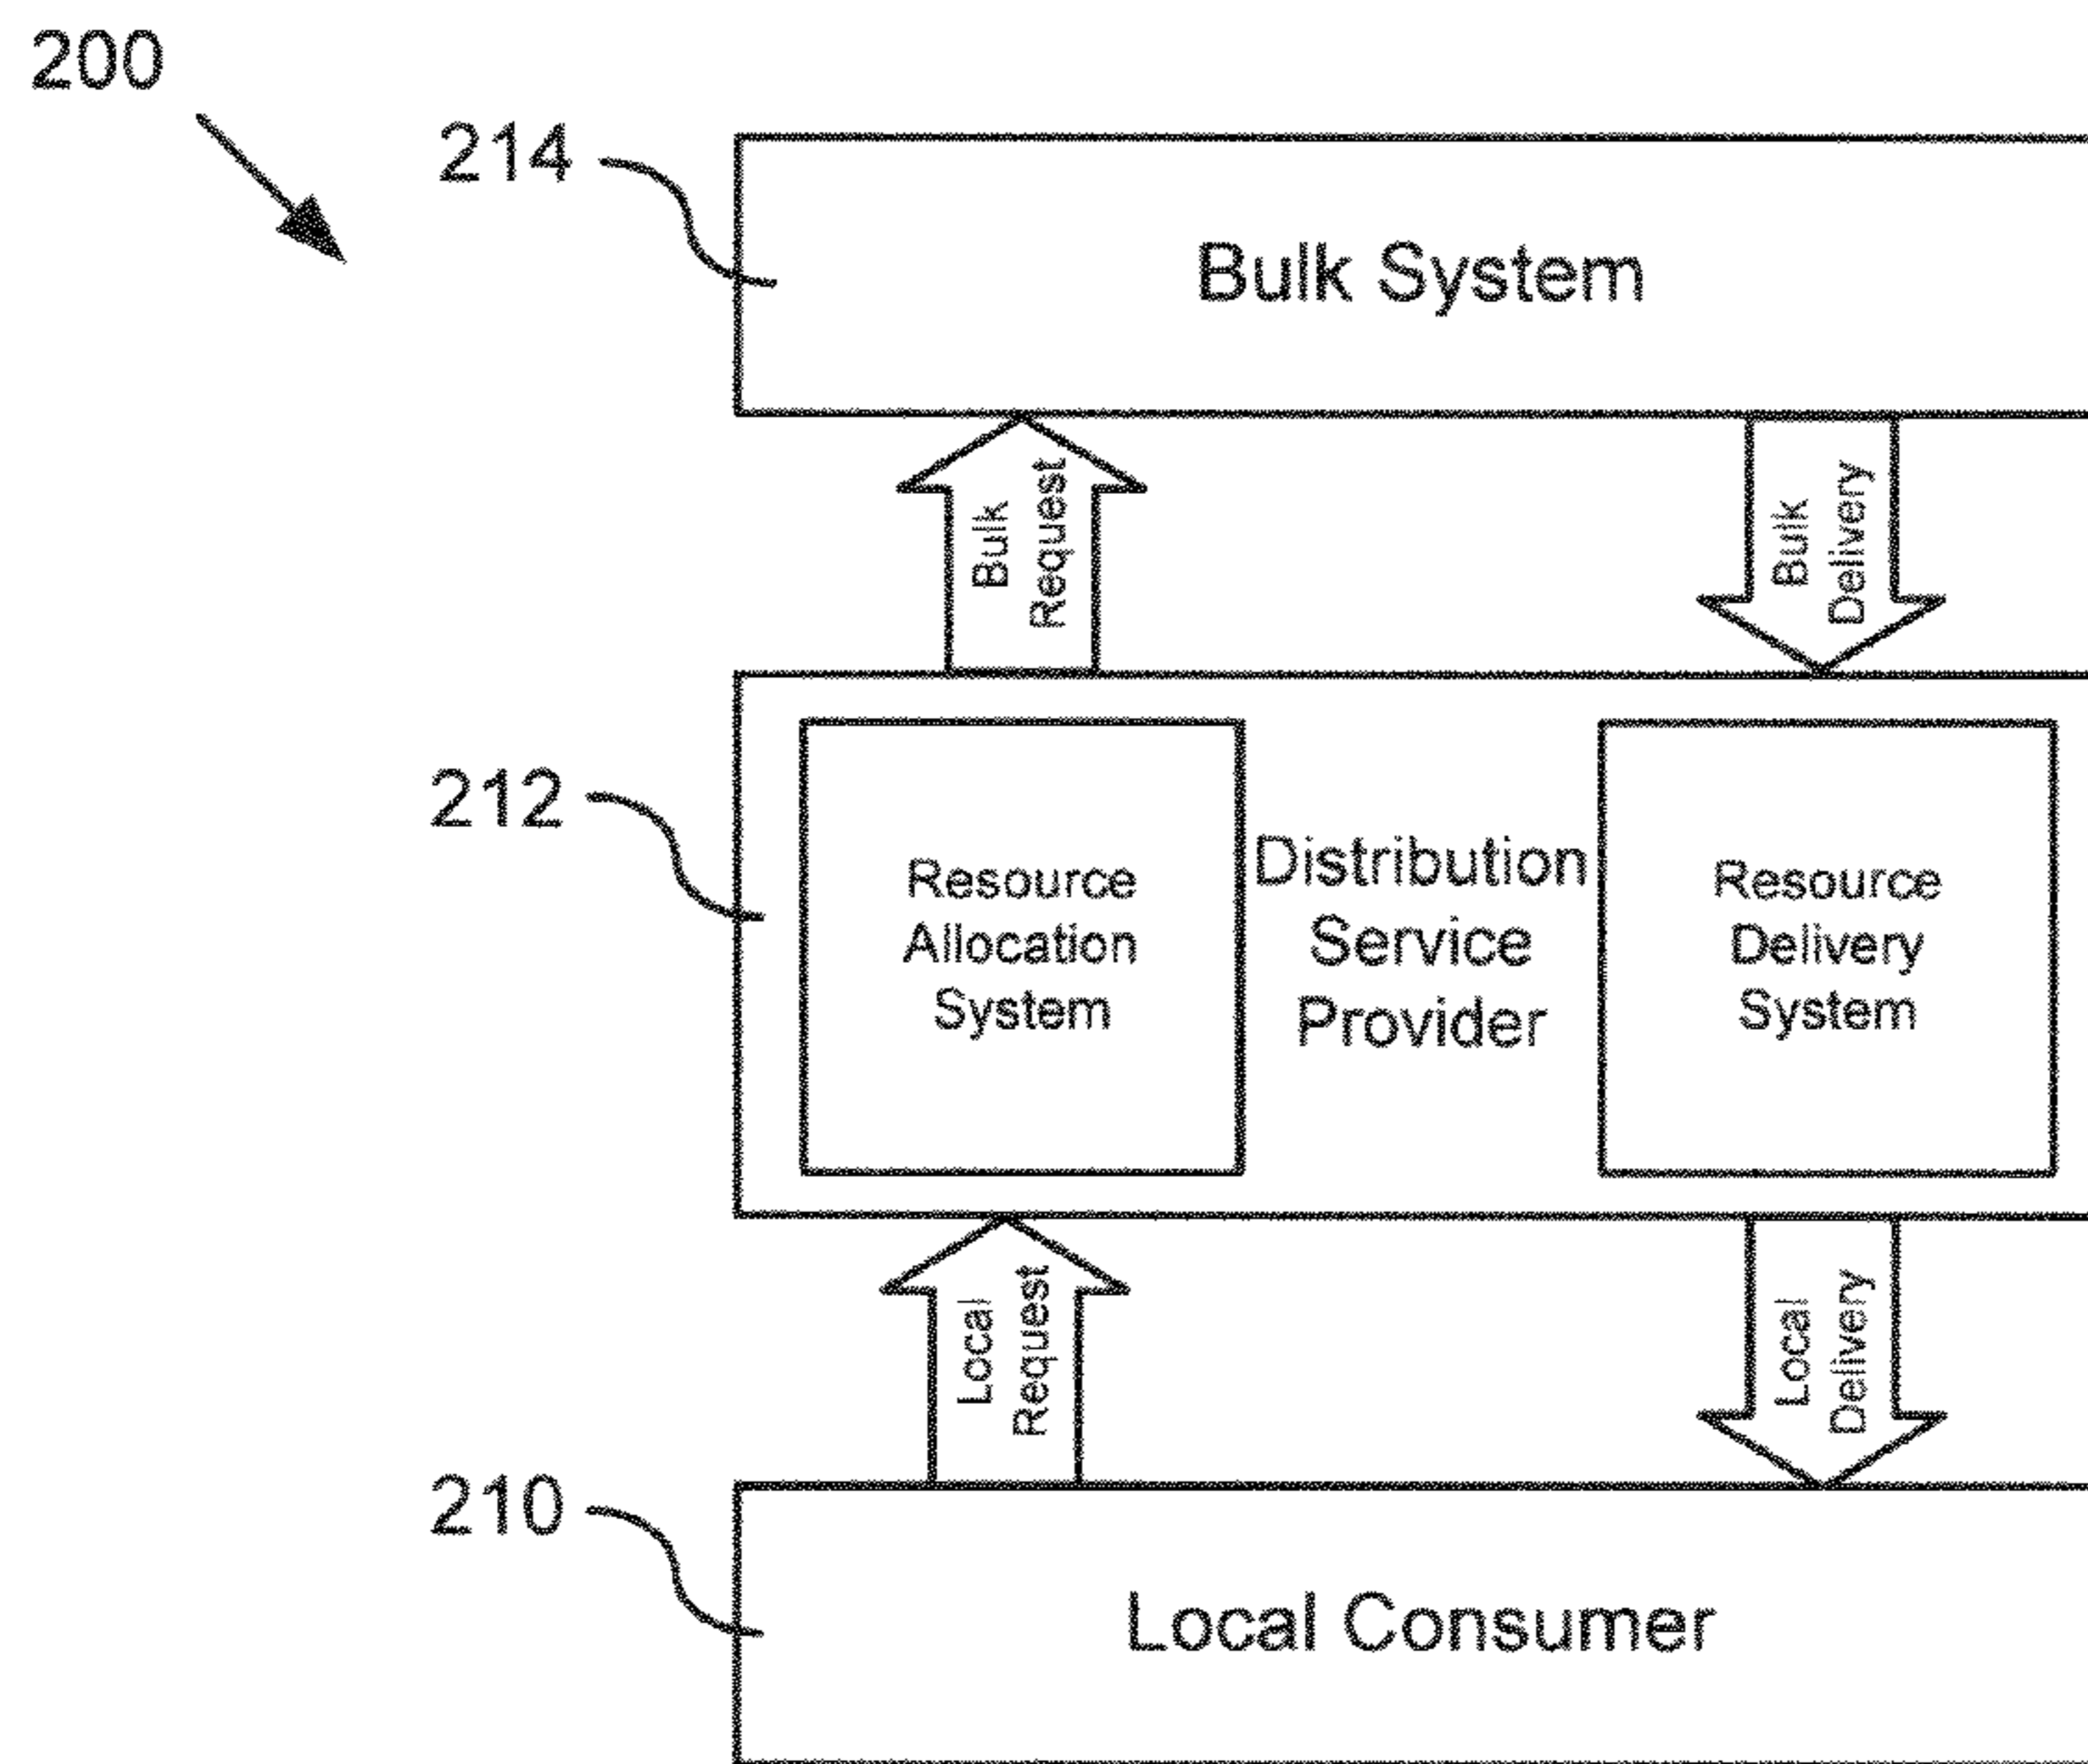 200
214
Bulk System
Bulk
Request
Bulk
Delivery
212
Resource
Allocation
System
Distribution
Service
Provider
Resource
Delivery
System
Local
Request
Local
Delivery
210
Local Consumer